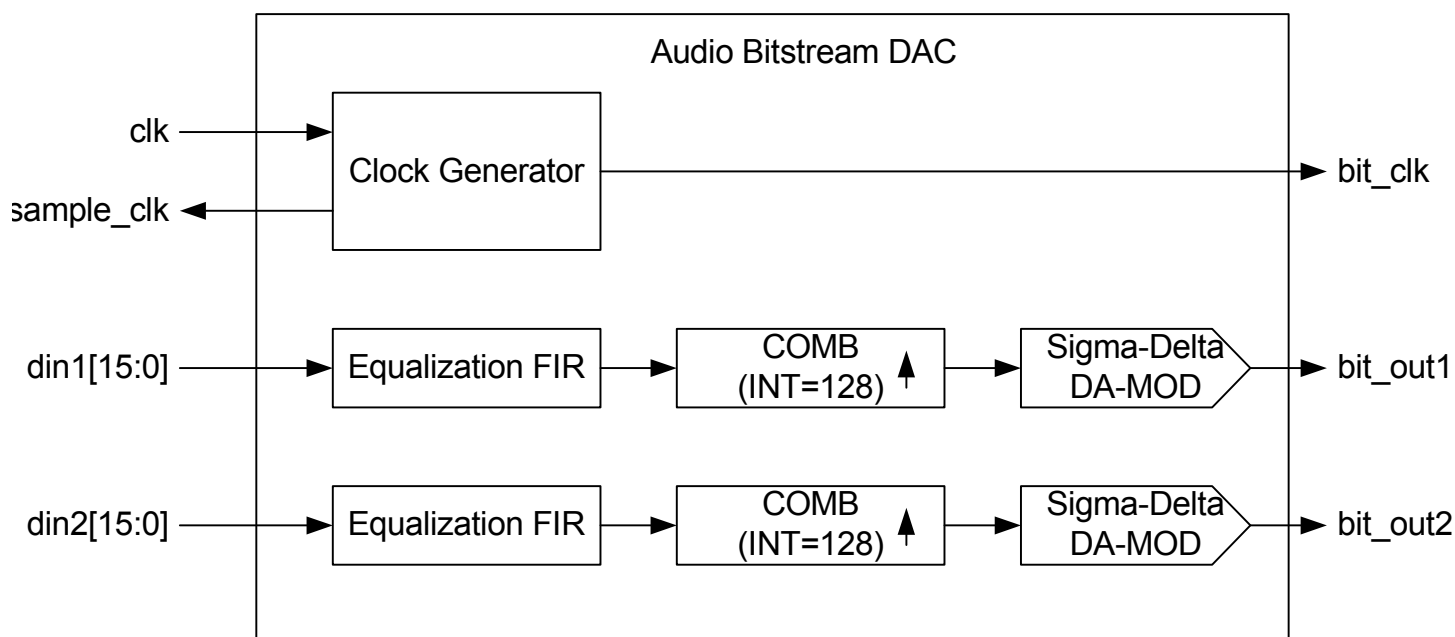 Audio Bitstream DAC
clk
Clock Generator
bit_clk
sample_clk
din1[15:0]
Equalization FIR
COMB
(INT=128)
Sigma-Delta
DA-MOD
bit_out1
din2[15:0]
Equalization FIR
COMB
(INT=128)
Sigma-Delta
DA-MOD
bit_out2